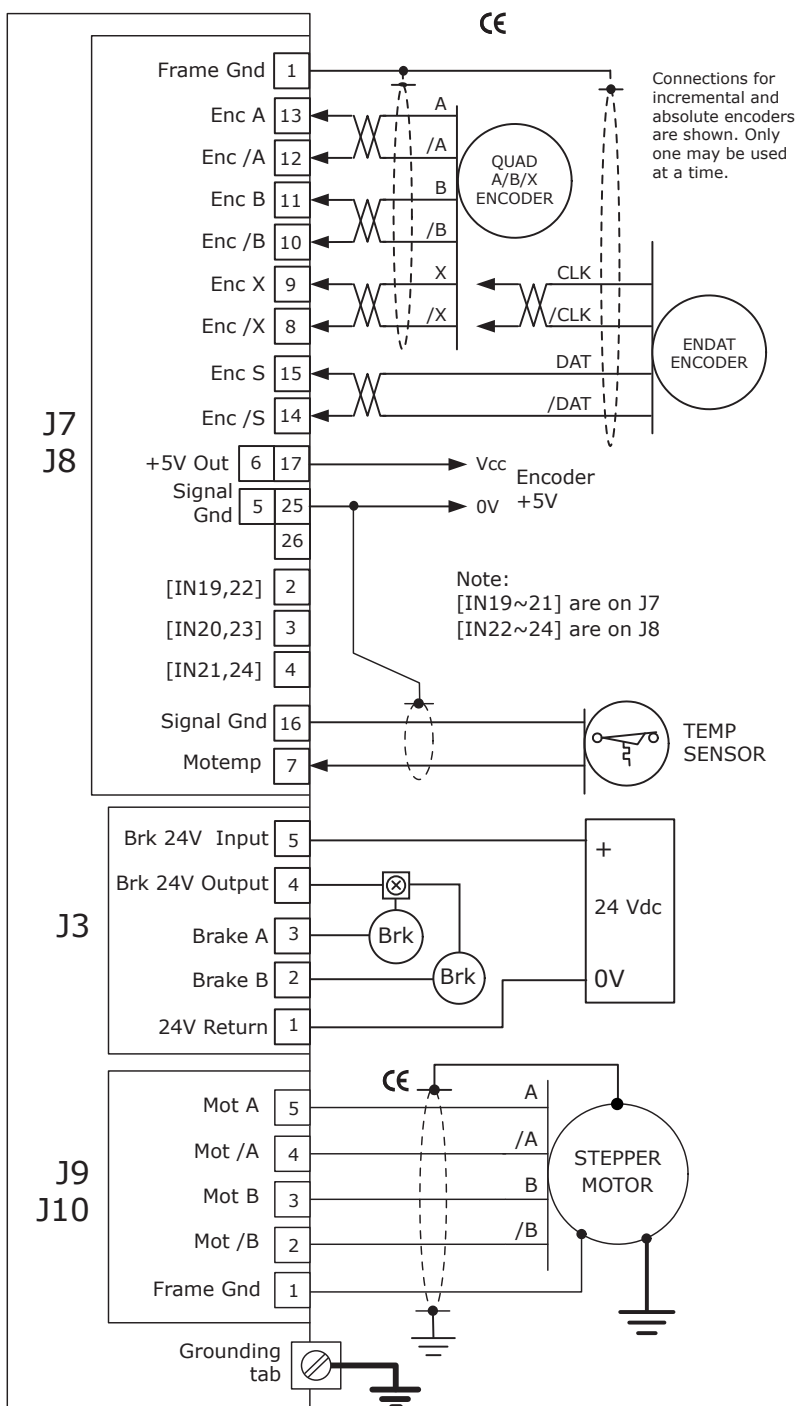 CE
Frame Gnd 1
Connections for
incremental and
absolute encoders
are shown. Only
one may be used
at a time.
Enc A 13 A
Enc /A 12 /A
QUAD
A/B/X
ENCODER
Enc B 11 B
Enc /B 10 /B
Enc X 9 X CLK
Enc /X 8 /X /CLK
ENDAT
ENCODER
Enc S 15 DAT
Enc /S 14 /DAT
J7
J8
+5V Out 6 17 Vcc
Signal
Gnd 5 25 0V
Encoder
+5V
26
[IN19,22] 2
[IN20,23] 3
[IN21,24] 4
Note:
[IN19~21] are on J7
[IN22~24] are on J8
Signal Gnd 16
Motemp 7
TEMP
SENSOR
J3
Brk 24V Input 5 +
Brk 24V Output 4 24 Vdc
Brake A 3 Brk
Brake B 2 Brk 0V
24V Return 1
CE
J9
J10
Mot A 5 A
Mot /A 4 /A
Mot B 3 B
Mot /B 2 /B
STEPPER
MOTOR
Frame Gnd 1
Grounding
tab